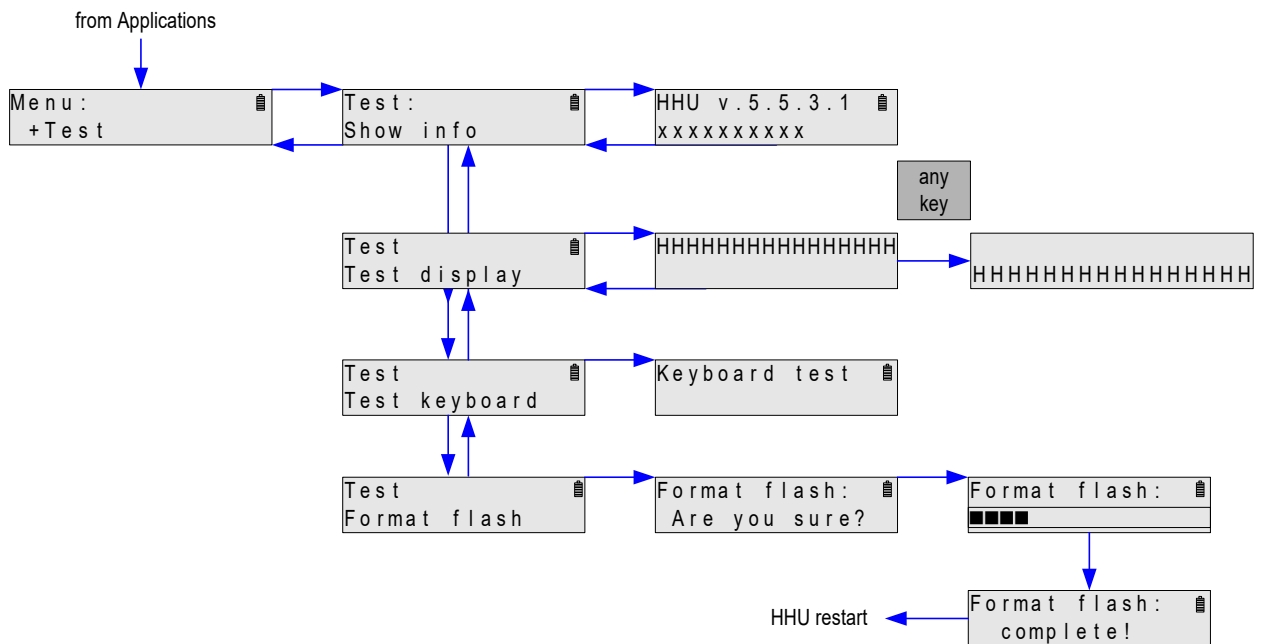 from Applications
Menu:
+Test
Test:
Show info
HHU v.5.5.3.1
xxxxxxxxxx
any
key
Test
Test display
HHHHHHHHHHHHHHHH
HHHHHHHHHHHHHHHH
Test
Test keyboard
Keyboard test
Test
Format flash
Format flash:
Are you sure?
Format flash:
Format flash:
complete!
HHU restart